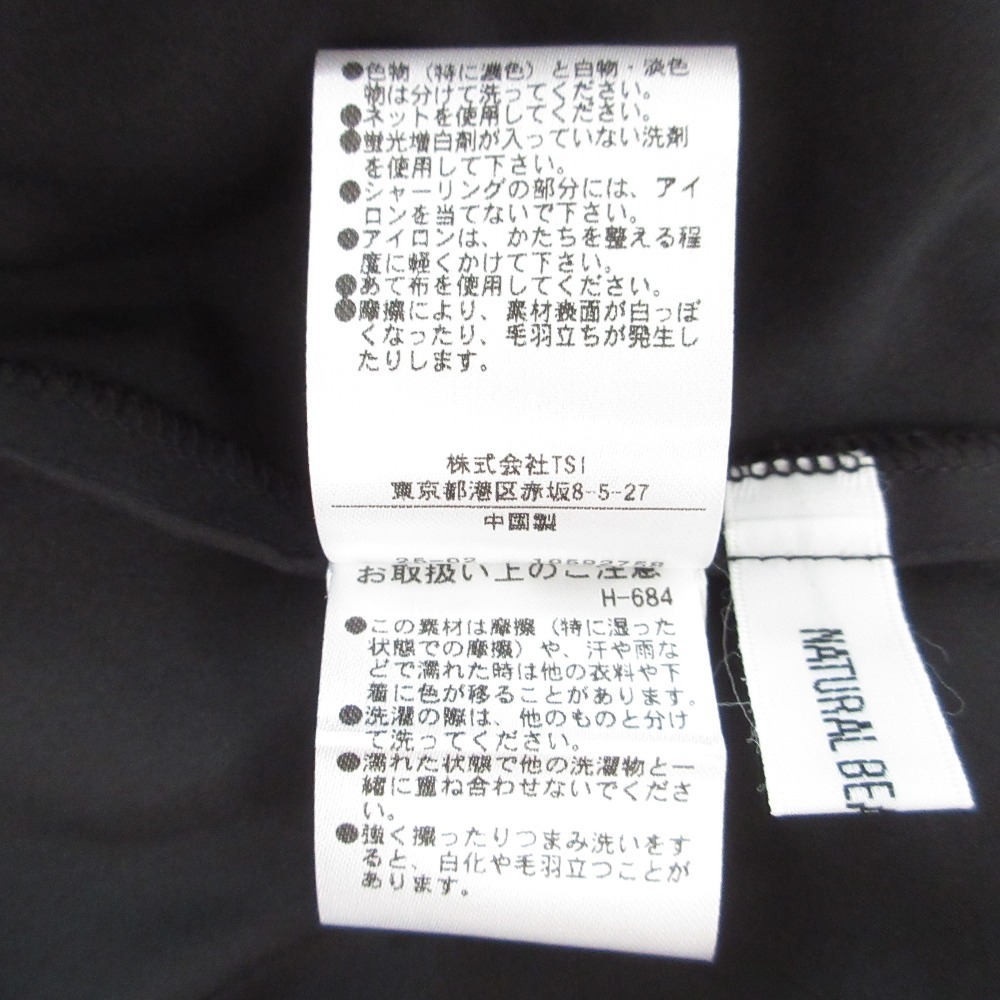 ●色物（特に濃色）と白物・淡色
物は分けて洗ってください。
●ネットを使用してください。
●蛍光増白剤が入っていない洗剤
を使用して下さい。
●シャーリングの部分には、アイ
ロンを当てないで下さい。
●アイロンは、かたちを整える程
度に軽くかけて下さい。
●あて布を使用してください。
●摩擦により、素材表面が白っぽ
くなったり、毛羽立ちが発生し
たりします。
株式会社TSI
東京都港区赤坂8-5-27
中国製
お取扱い上のご注意
H-684
●この素材は摩擦（特に湿った
状態での摩擦）や、汗や雨な
どで濡れた時は他の衣料や下
着に色が移ることがあります。
●洗濯の際は、他のものと分け
て洗ってください。
●濡れた状態で他の洗濯物と一
緒に重ね合わせないでくださ
い。
●強く擦ったりつまみ洗いをす
ると、白化や毛羽立つことが
あります。
NATURAL BEA